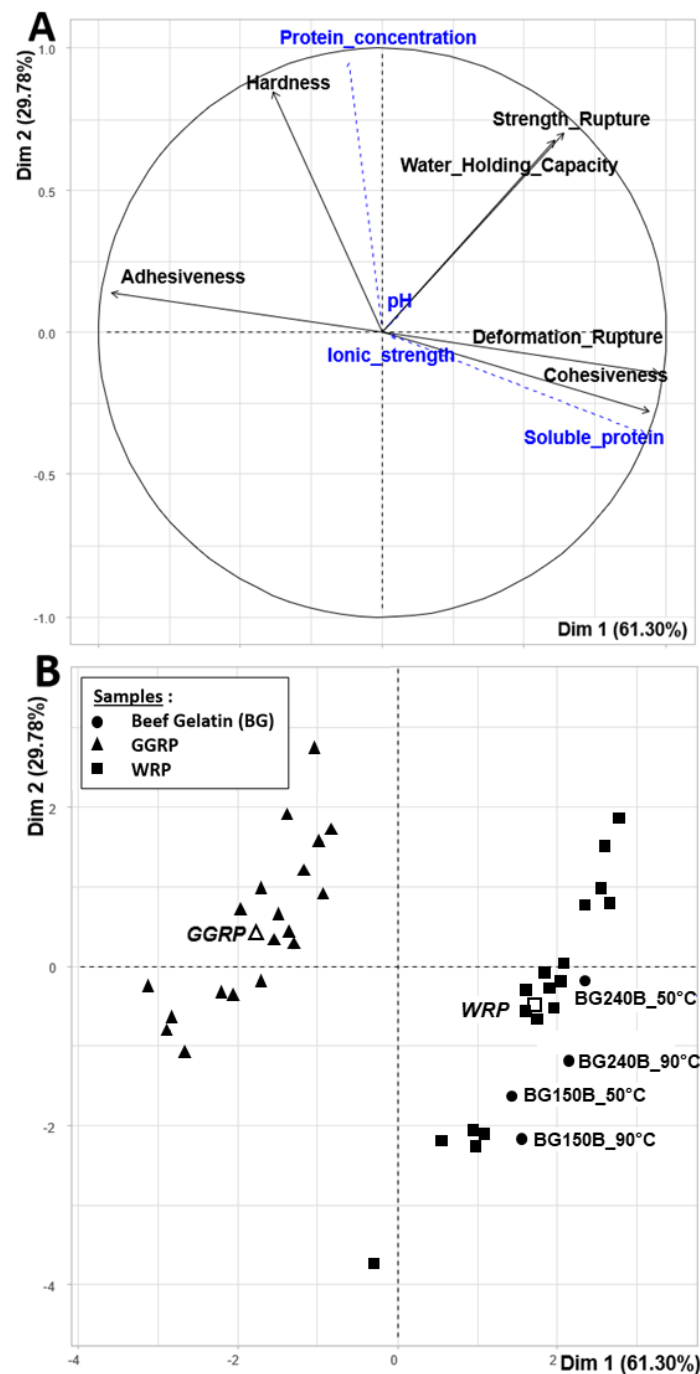 A
Protein_concentration
1.0
Hardness
Strength_Rupture
Water_Holding_Capacity
0.5
Dim 2 (29.78%)
Adhesiveness
pH
0.0
Deformation_Rupture
Ionic_strength
Cohesiveness
Soluble_protein
-0.5
-1.0
Dim 1 (61.30%)
B
Samples :
Beef Gelatin (BG)
GGRP
WRP
Dim 2 (29.78%)
2
GGRP
0
BG240B_50°C
WRP
BG240B_90°C
BG150B_50°C
-2
BG150B_90°C
-4
-4 -2 0 2 Dim 1 (61.30%)